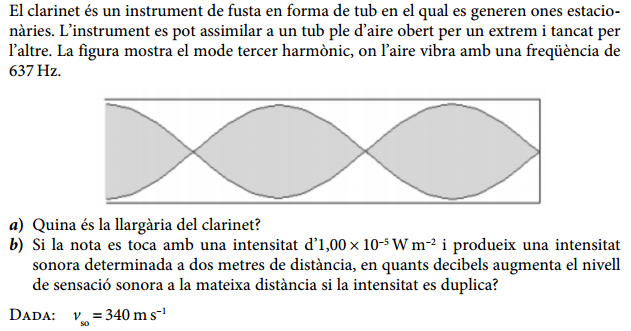 El clarinet és un instrument de fusta en forma de tub en el qual es generen ones estacio-
nàries. L'instrument es pot assimilar a un tub ple d'aire obert per un extrem i tancat per
l'altre. La figura mostra el mode tercer harmònic, on l'aire vibra amb una freqüència de
637 Hz.
a) Quina és la llargària del clarinet?
b) Si la nota es toca amb una intensitat d'1,00 × 10⁻⁵ W m⁻² i produeix una intensitat
sonora determinada a dos metres de distància, en quants decibels augmenta el nivell
de sensació sonora a la mateixa distància si la intensitat es duplica?
DADA: v_so = 340 m s⁻¹